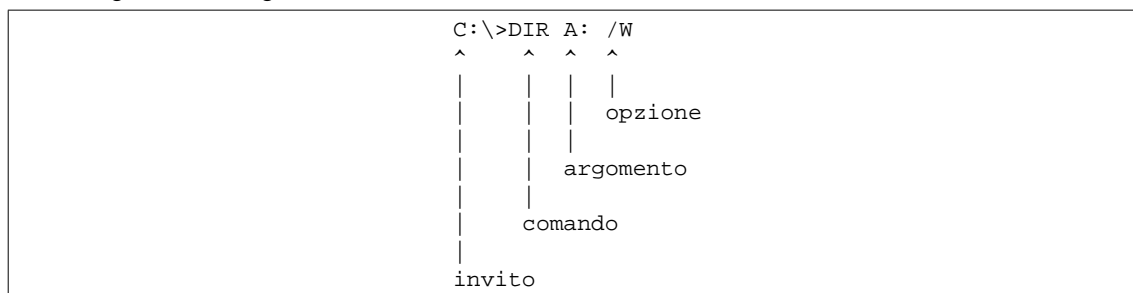 C:\>DIR A: /W
^ ^ ^ ^
| | | |
| | | opzione
| | |
| | argomento
| |
| comando
|
invito